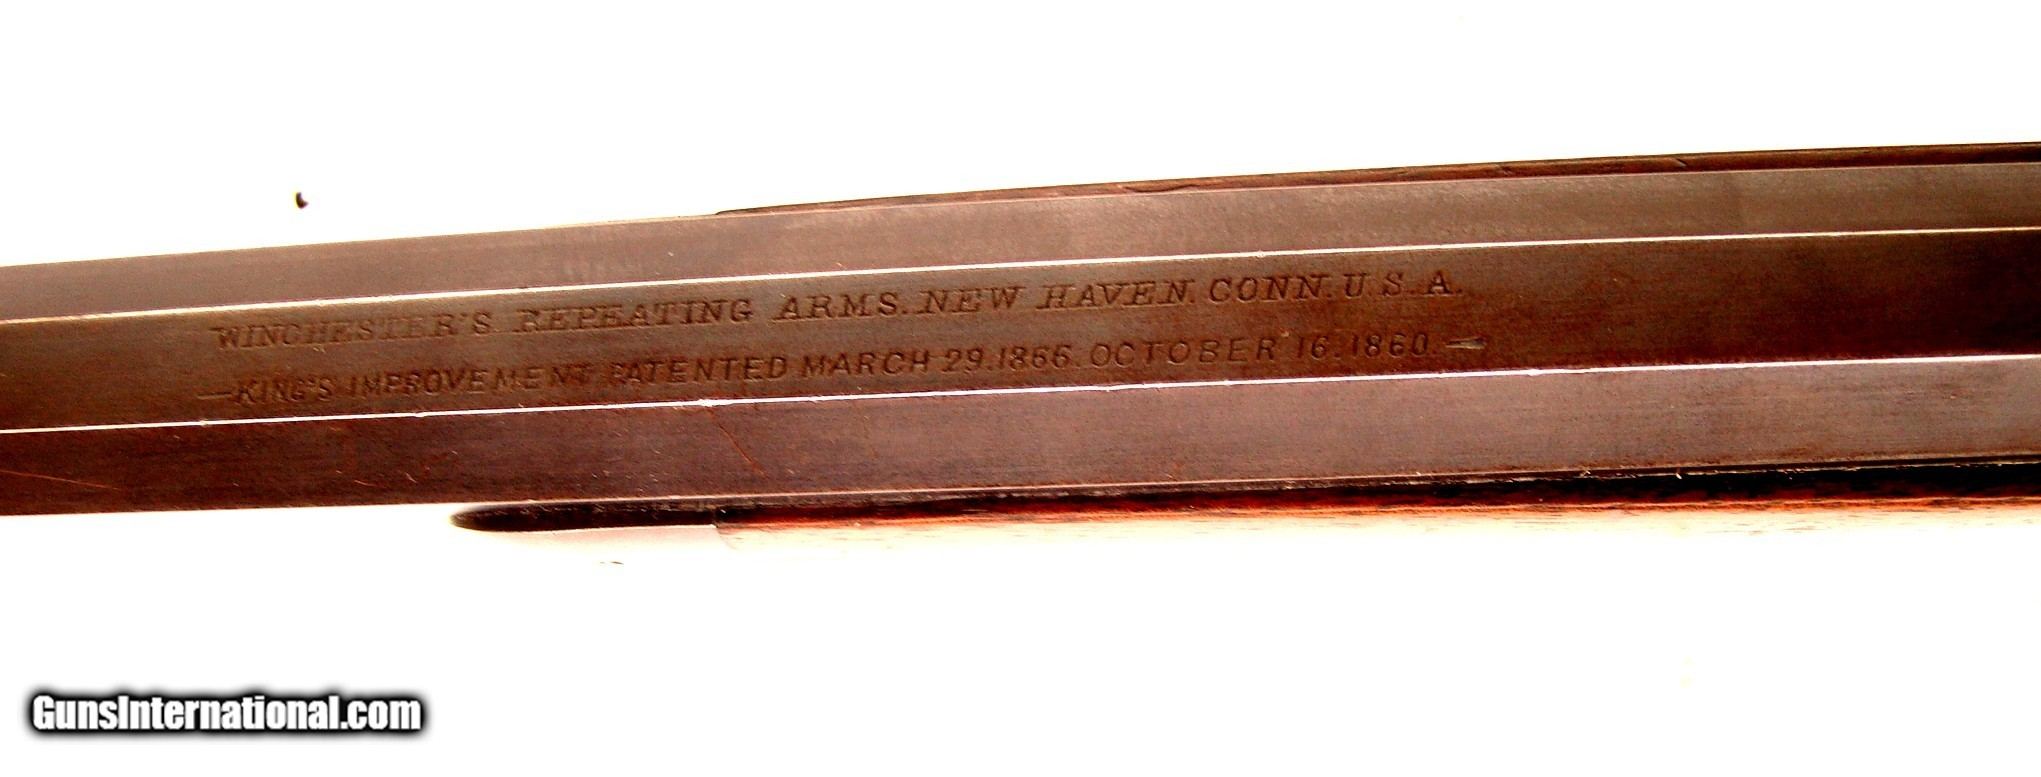 WINCHESTER'S. REPEATING ARMS. NEW HAVEN. CONN. U. S. A.
—KING'S IMPROVEMENT PATENTED MARCH 29. 1866. OCTOBER 16. 1860.—
GunsInternational.com